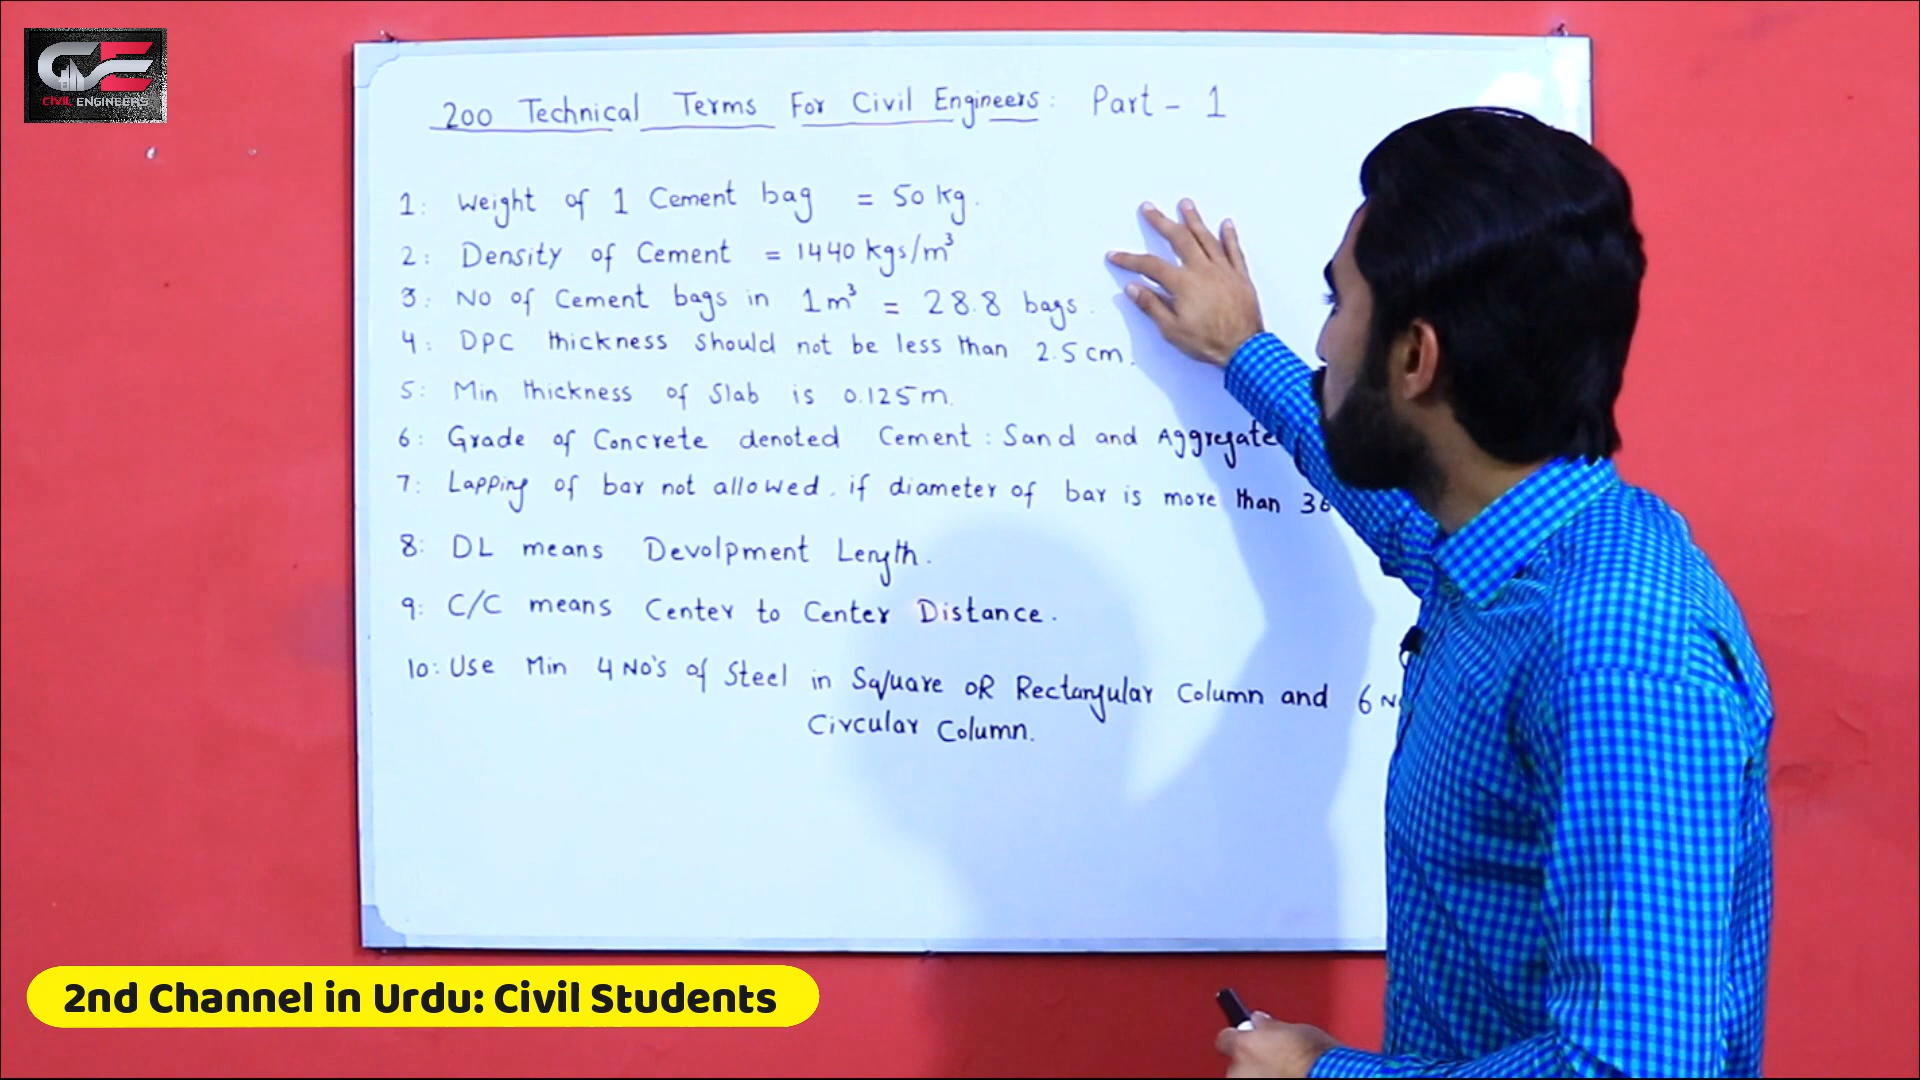 CIVIL ENGINEERS
200 Technical Terms For Civil Engineers: Part - 1
1: Weight of 1 Cement bag = 50 kg.
2: Density of Cement = 1440 kgs/m³
3: No of Cement bags in 1m³ = 28.8 bags.
4: DPC thickness should not be less than 2.5 cm.
5: Min thickness of Slab is 0.125m.
6: Grade of Concrete denoted Cement: Sand and Aggregate
7: Lapping of bar not allowed, if diameter of bar is more than
8: DL means Devolpment Length.
9: C/C means Center to Center Distance.
10: Use Min 4 No's of Steel in Square OR Rectangular Column and 6
Circular Column.
2nd Channel in Urdu: Civil Students